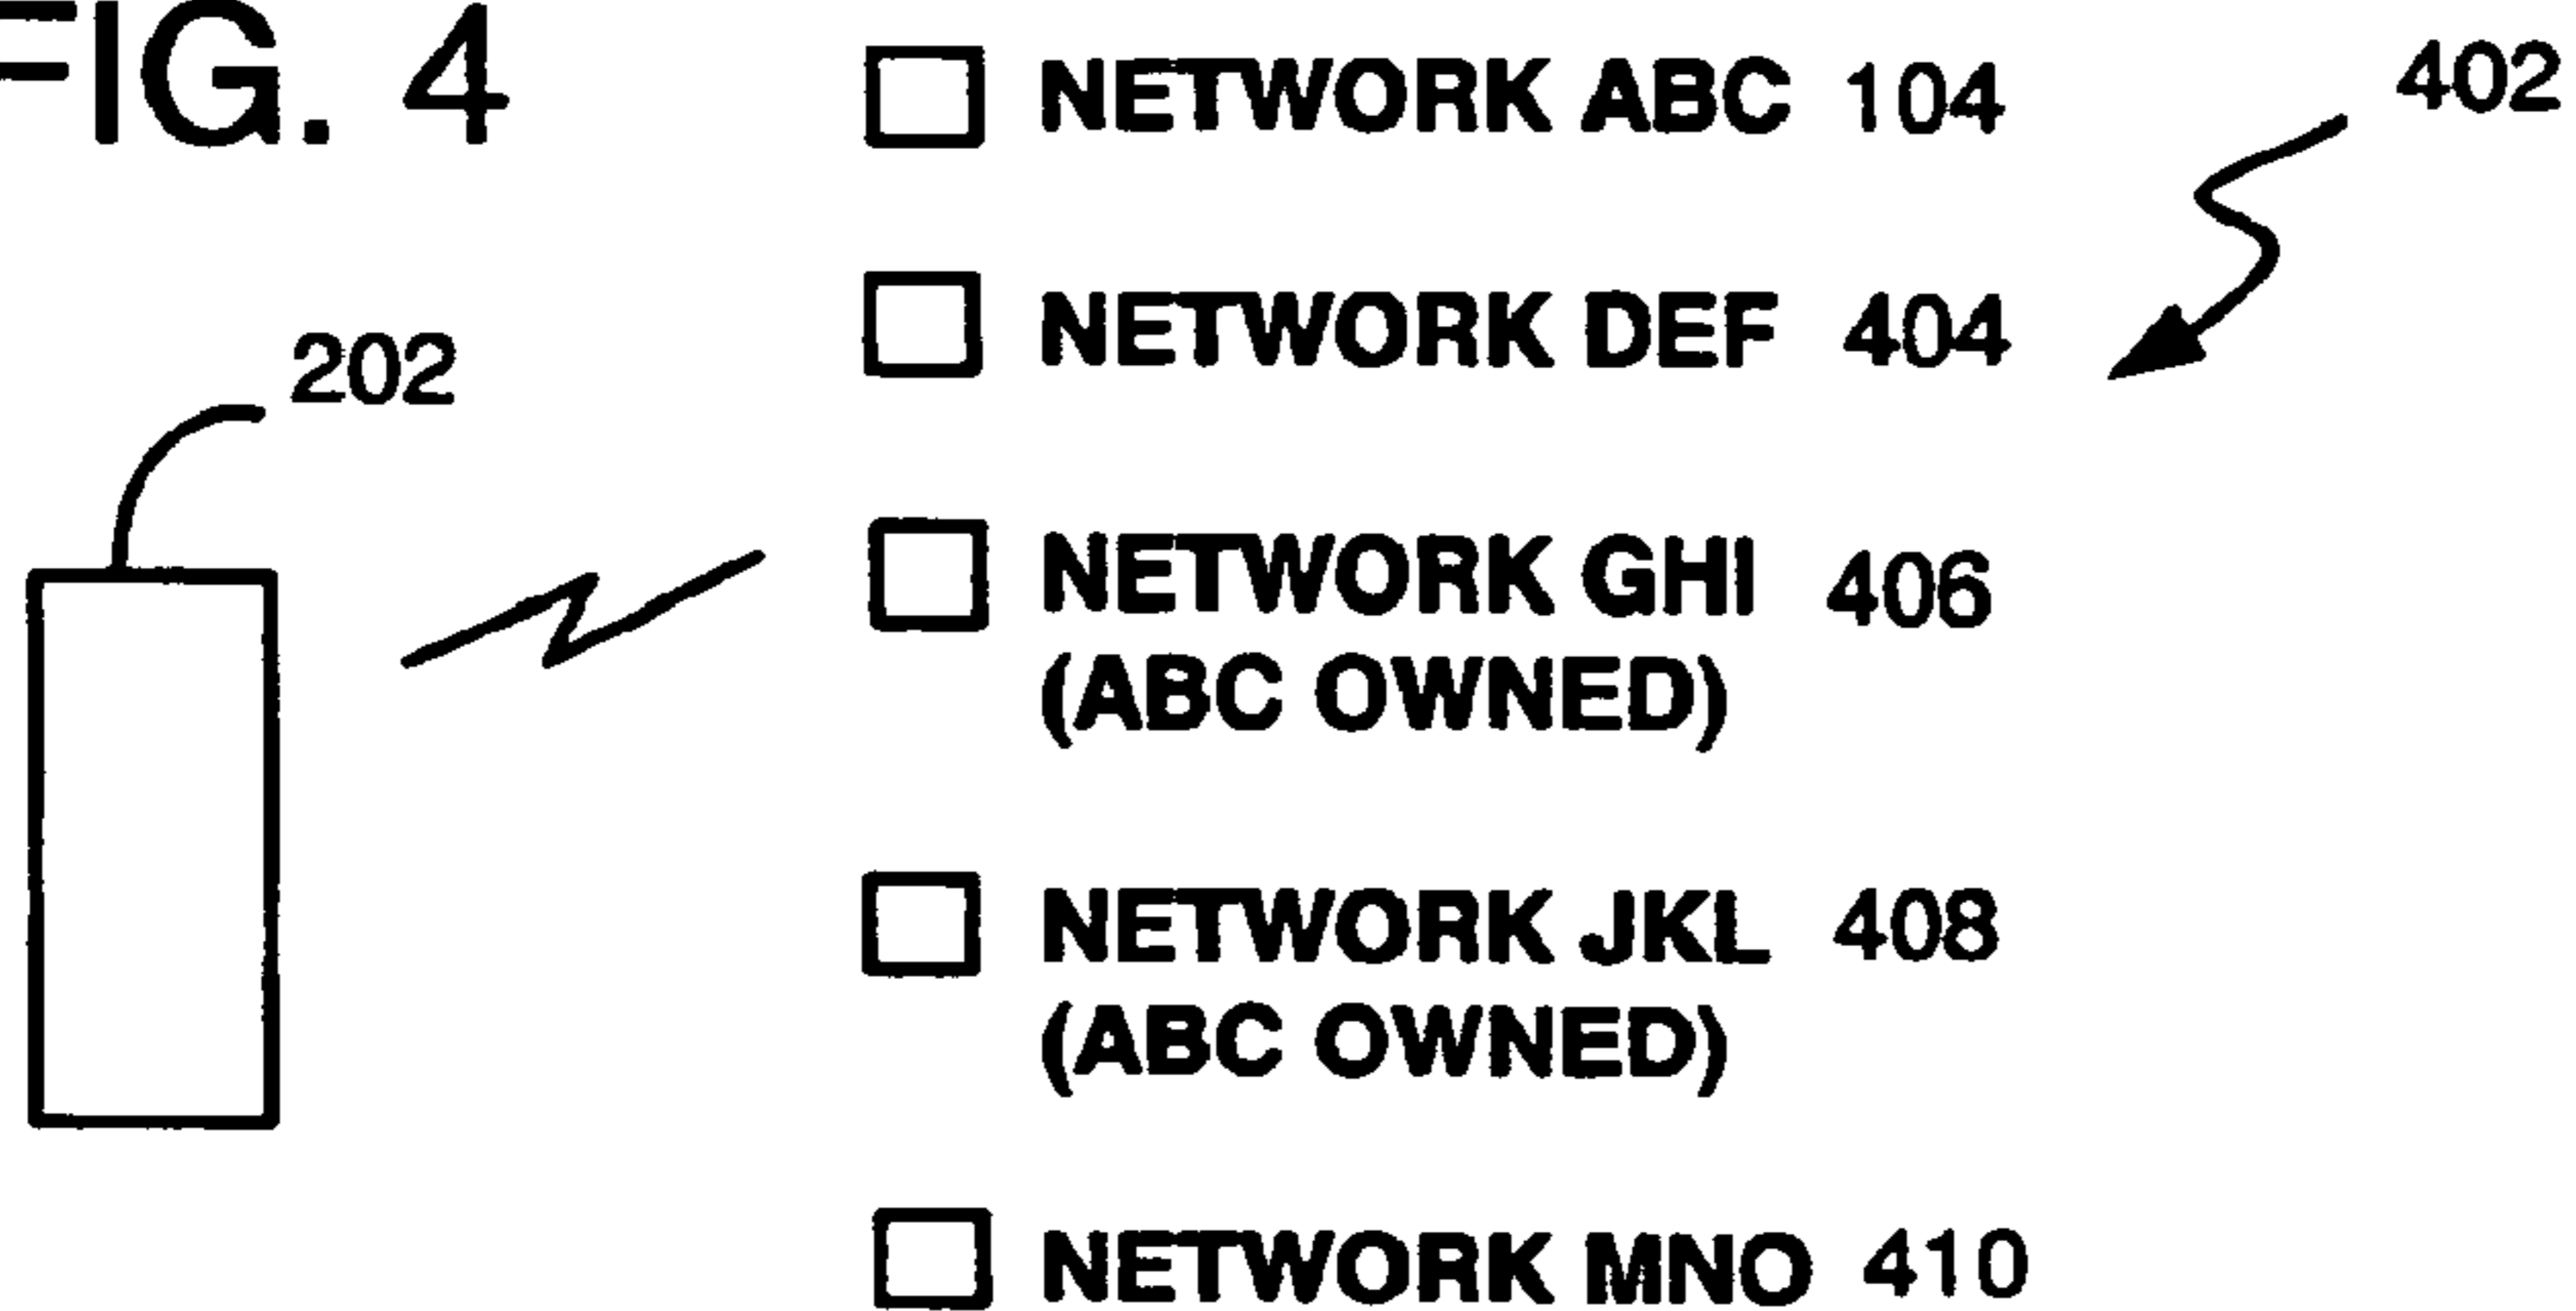 FIG. 4
NETWORK ABC 104
402
NETWORK DEF 404
202
NETWORK GHI 406
(ABC OWNED)
NETWORK JKL 408
(ABC OWNED)
NETWORK MNO 410